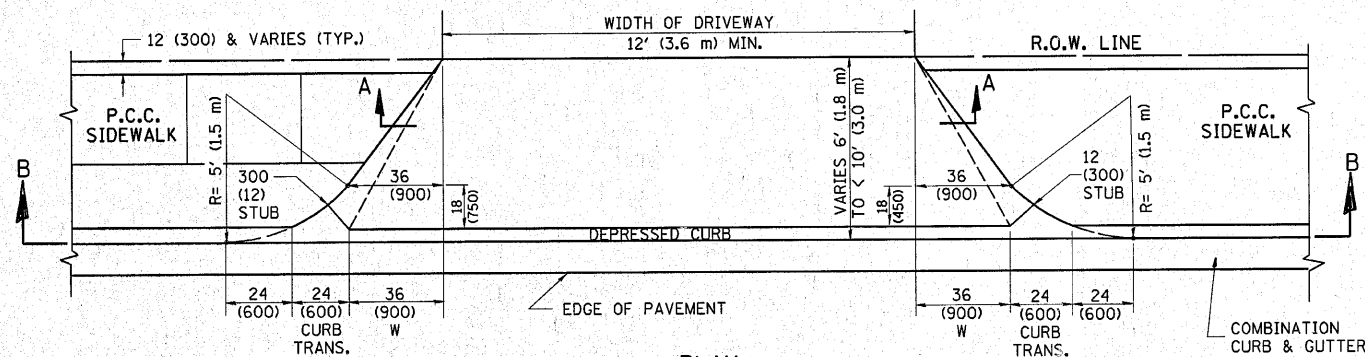 WIDTH OF DRIVEWAY
12' (3.6 m) MIN.
12 (300) & VARIES (TYP.)
R.O.W. LINE
A
A
P.C.C.
SIDEWALK
P.C.C.
SIDEWALK
R= 5' (1.5 m)
VARIES 6' (1.8 m)
TO < 10' (3.0 m)
R= 5' (1.5 m)
B
B
300
(12)
STUB
36
(900)
18
(750)
36
(900)
18
(450)
12
(300)
STUB
DEPRESSED CURB
24
(600)
24
(600)
CURB
TRANS.
36
(900)
W
EDGE OF PAVEMENT
36
(900)
W
24
(600)
CURB
TRANS.
24
(600)
COMBINATION
CURB & GUTTER